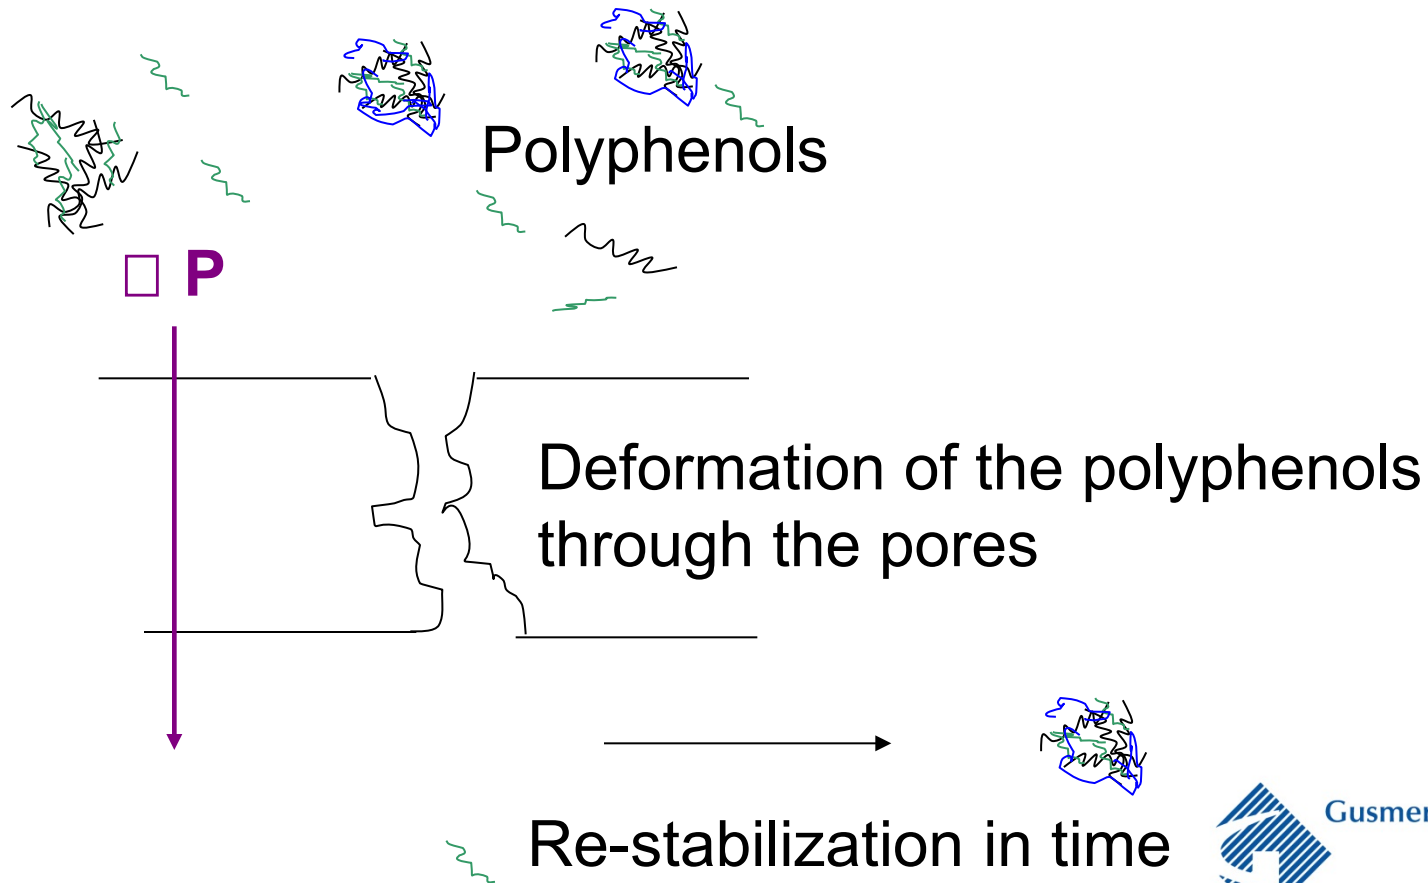 Polyphenols
□ P
Deformation of the polyphenols
through the pores
Re-stabilization in time
Gusmer